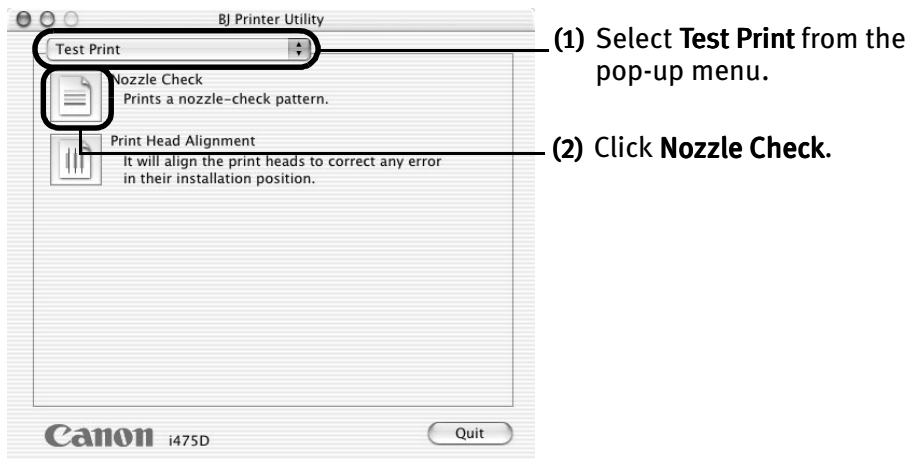 BJ Printer Utility
Test Print
Nozzle Check
Prints a nozzle-check pattern.
Print Head Alignment
It will align the print heads to correct any error
in their installation position.
Canon i475D
Quit
(1) Select Test Print from the
pop-up menu.
(2) Click Nozzle Check.